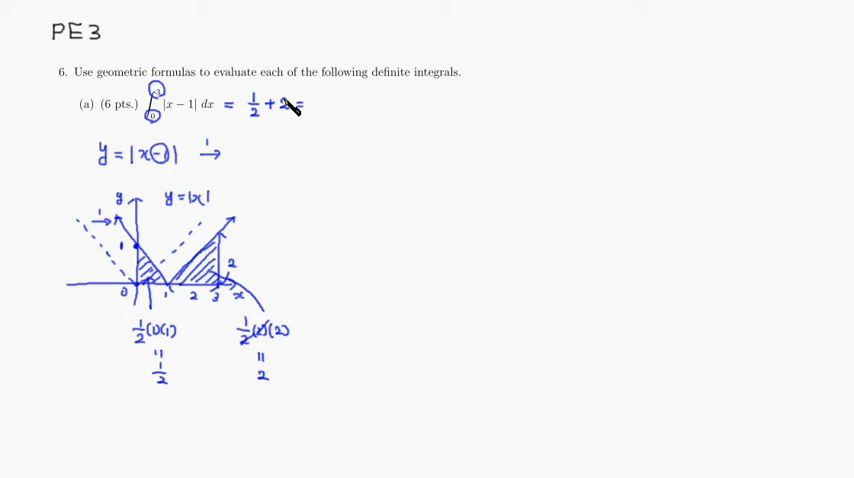 PE3
6. Use geometric formulas to evaluate each of the following definite integrals.
(a) (6 pts.) ∫₀³ |x − 1| dx = 1/2 + 2 =
y = |x-1| 1→
y y = |x|
1→
1
2
0 1 2 3 x
1/2(1)(1) 1/2(2)(2)
= =
1/2 2